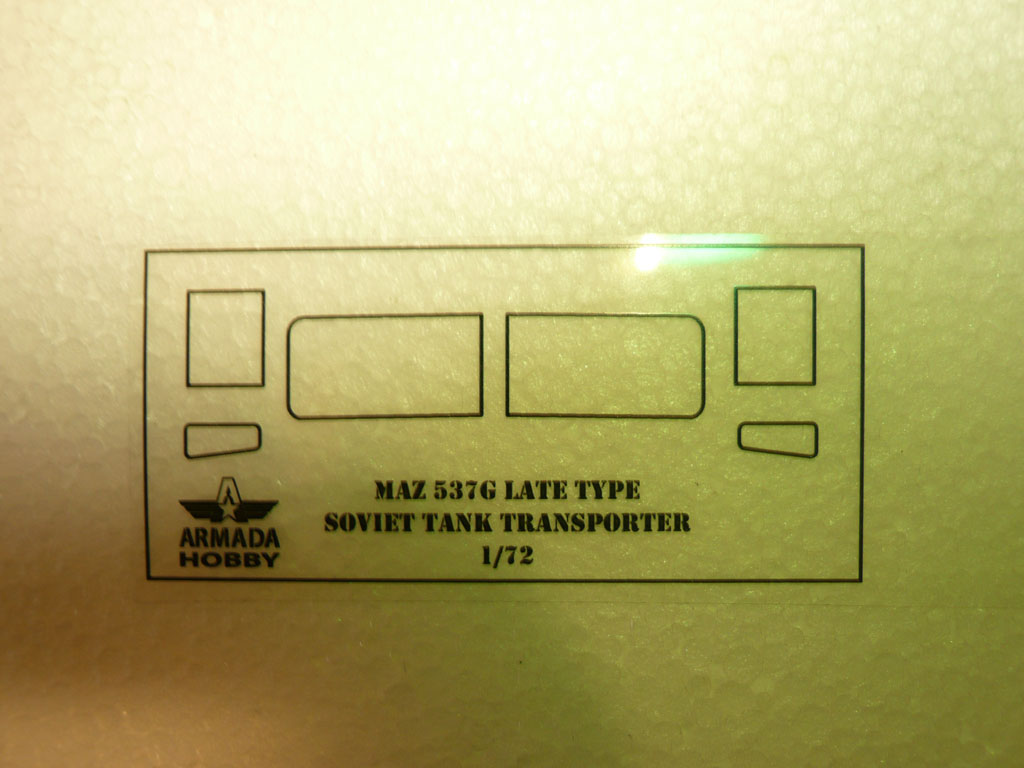 MAZ 537G LATE TYPE
SOVIET TANK TRANSPORTER
1/72
ARMADA
HOBBY